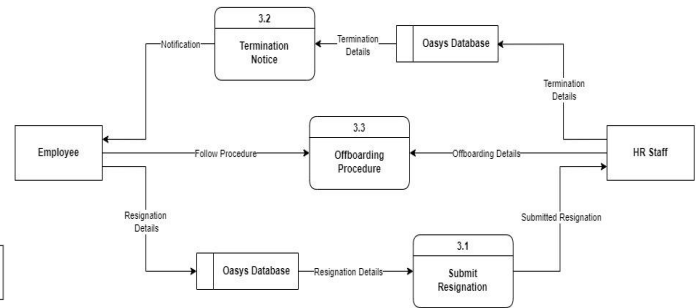 3.2
Termination
Notice
Notification
Termination
Details
Oasys Database
Termination
Details
Employee
Follow Procedure
3.3
Offboarding
Procedure
Offboarding Details
HR Staff
Resignation
Details
Submitted Resignation
Oasys Database
Resignation Details
3.1
Submit
Resignation